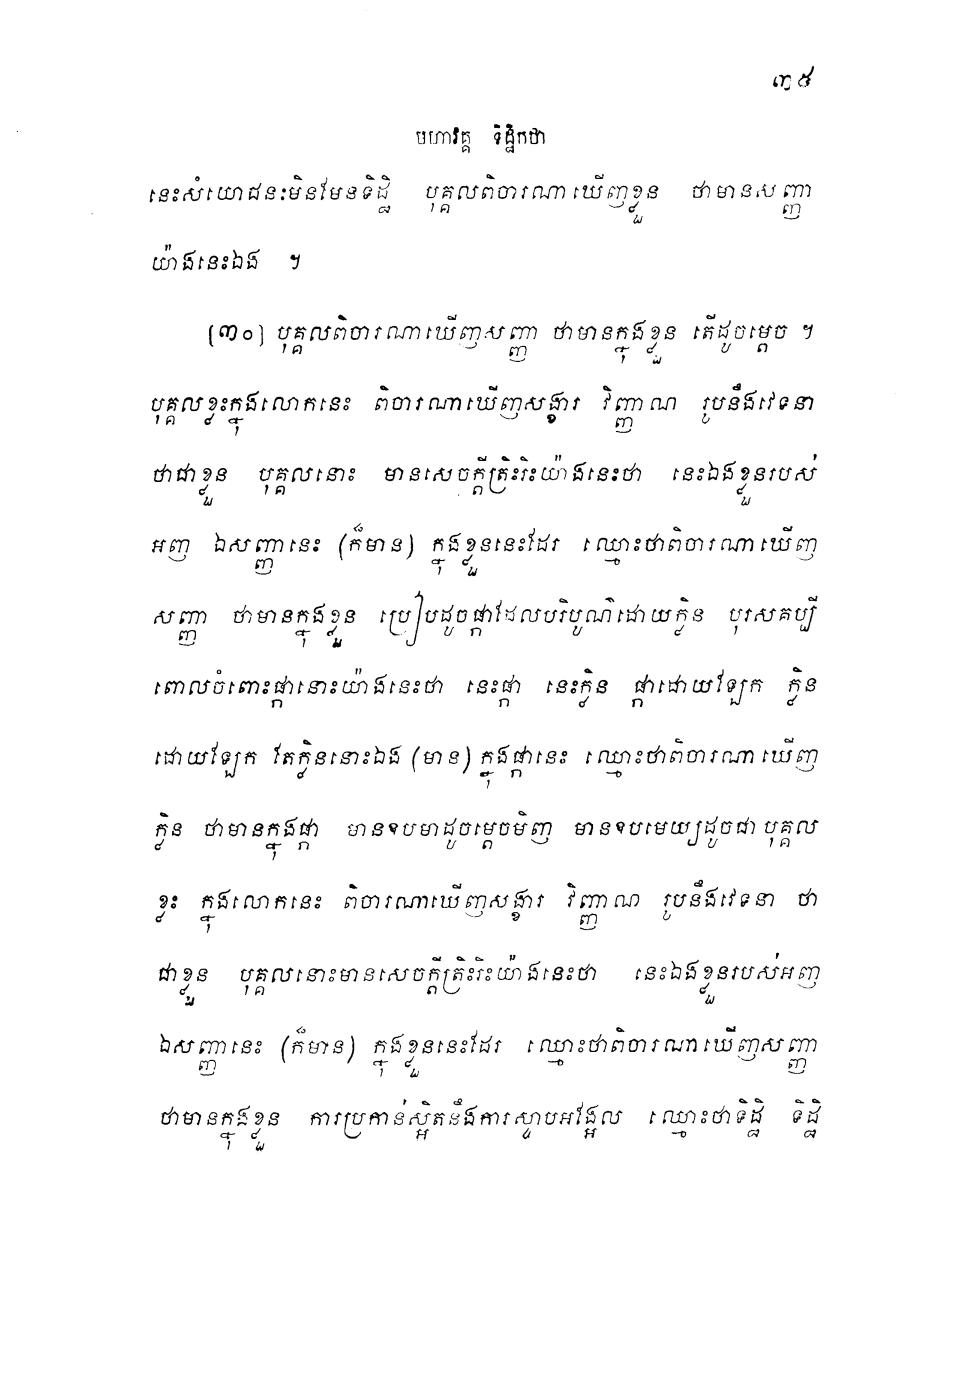 ៣៥
មហាវគ្គ ទិដ្ឋិកថា
នេះសំយោជនៈមិនមែនទិដ្ឋិ បុគ្គលពិចារណាឃើញខ្លួន ថាមានសញ្ញា
យ៉ាងនេះឯង ។
[៣០] បុគ្គលពិចារណាឃើញសញ្ញា ថាមានក្នុងខ្លួន តើដូចម្តេច ។
បុគ្គលខ្លះក្នុងលោកនេះ ពិចារណាឃើញសង្ខារ វិញ្ញាណ រូបនឹងវេទនា
ថាជាខ្លួន បុគ្គលនោះ មានសេចក្តីត្រិះរិះយ៉ាងនេះថា នេះឯងខ្លួនរបស់
អញ ឯសញ្ញានេះ (ក៏មាន) ក្នុងខ្លួននេះដែរ ឈ្មោះថាពិចារណាឃើញ
សញ្ញា ថាមានក្នុងខ្លួន ប្រៀបដូចផ្កាដែលបរិបូណ៌ដោយក្លិន បុរសគប្បី
ពោលចំពោះផ្កានោះយ៉ាងនេះថា នេះផ្កា នេះក្លិន ផ្កាដោយឡែក ក្លិន
ដោយឡែក តែក្លិននោះឯង (មាន) ក្នុងផ្កានេះ ឈ្មោះថាពិចារណាឃើញ
ក្លិន ថាមានក្នុងផ្កា មានឧបមាដូចម្តេចមិញ មានឧបមេយ្យដូចជាបុគ្គល
ខ្លះ ក្នុងលោកនេះ ពិចារណាឃើញសង្ខារ វិញ្ញាណ រូបនឹងវេទនា ថា
ជាខ្លួន បុគ្គលនោះមានសេចក្តីត្រិះរិះយ៉ាងនេះថា នេះឯងខ្លួនរបស់អញ
ឯសញ្ញានេះ (ក៏មាន) ក្នុងខ្លួននេះដែរ ឈ្មោះថាពិចារណាឃើញសញ្ញា
ថាមានក្នុងខ្លួន ការប្រកាន់ស្អិតនឹងការស្ទាបអង្អែល ឈ្មោះថាទិដ្ឋិ ទិដ្ឋិ